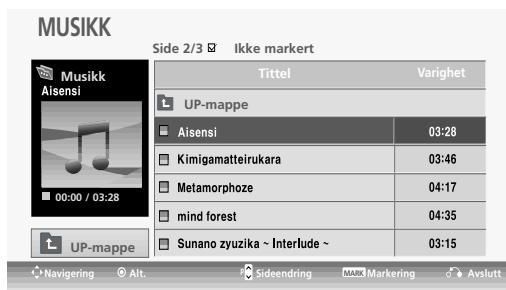 MUSIKK
Side 2/3 Ikke markert
Musikk
Aisensi
00:00 / 03:28
UP-mappe
Tittel Varighet
UP-mappe
Aisensi 03:28
Kimigamatteirukara 03:46
Metamorphoze 04:17
mind forest 04:35
Sunano zyuzika ~ Interlude ~ 03:15
Navigering Alt. P Sideendring MARK Markering Avslutt